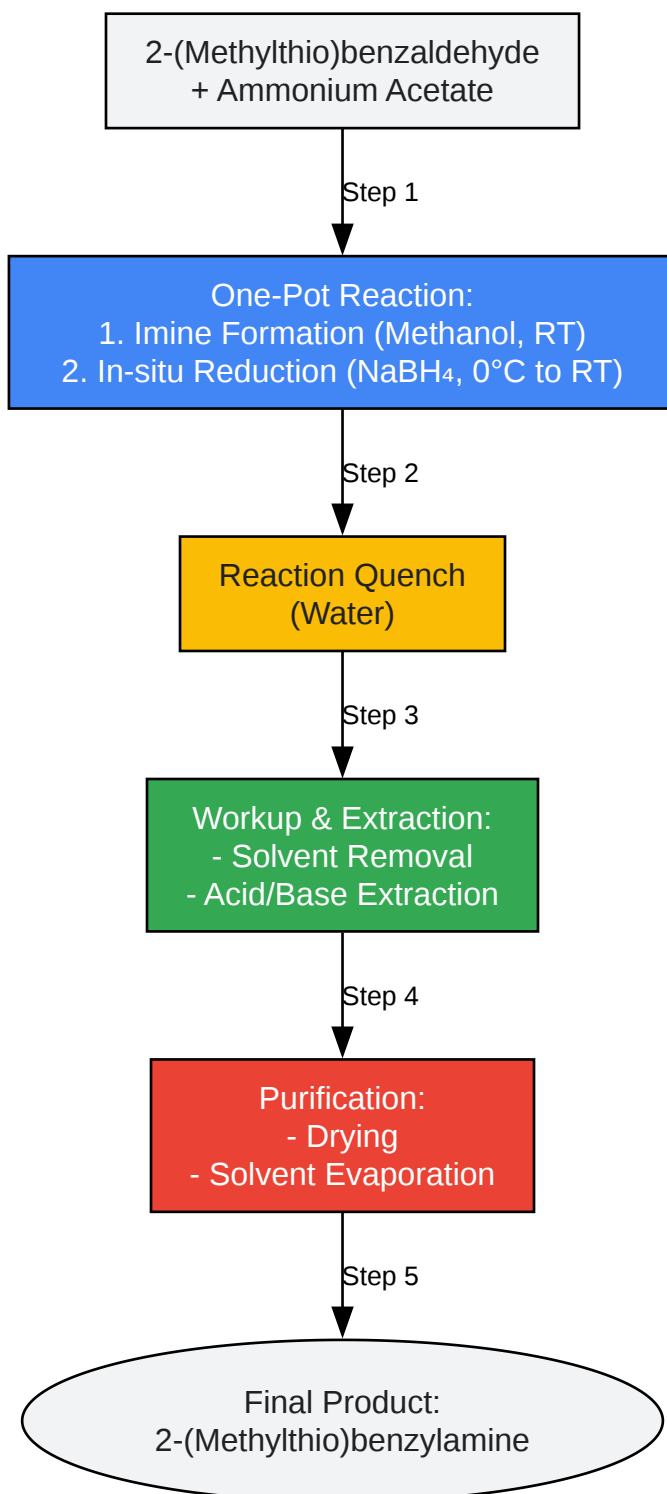 2-(Methylthio)benzaldehyde
+ Ammonium Acetate
Step 1
One-Pot Reaction:
1. Imine Formation (Methanol, RT)
2. In-situ Reduction (NaBH₄, 0°C to RT)
Step 2
Reaction Quench
(Water)
Step 3
Workup & Extraction:
- Solvent Removal
- Acid/Base Extraction
Step 4
Purification:
- Drying
- Solvent Evaporation
Step 5
Final Product:
2-(Methylthio)benzylamine